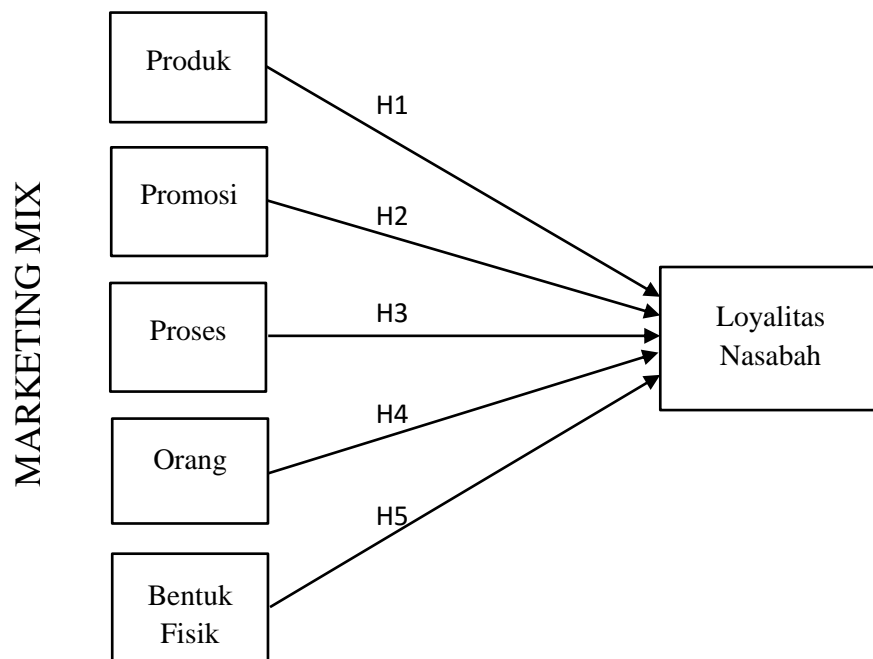 MARKETING MIX
Produk
H1
Promosi
H2
Proses
H3
Loyalitas
Nasabah
Orang
H4
H5
Bentuk
Fisik